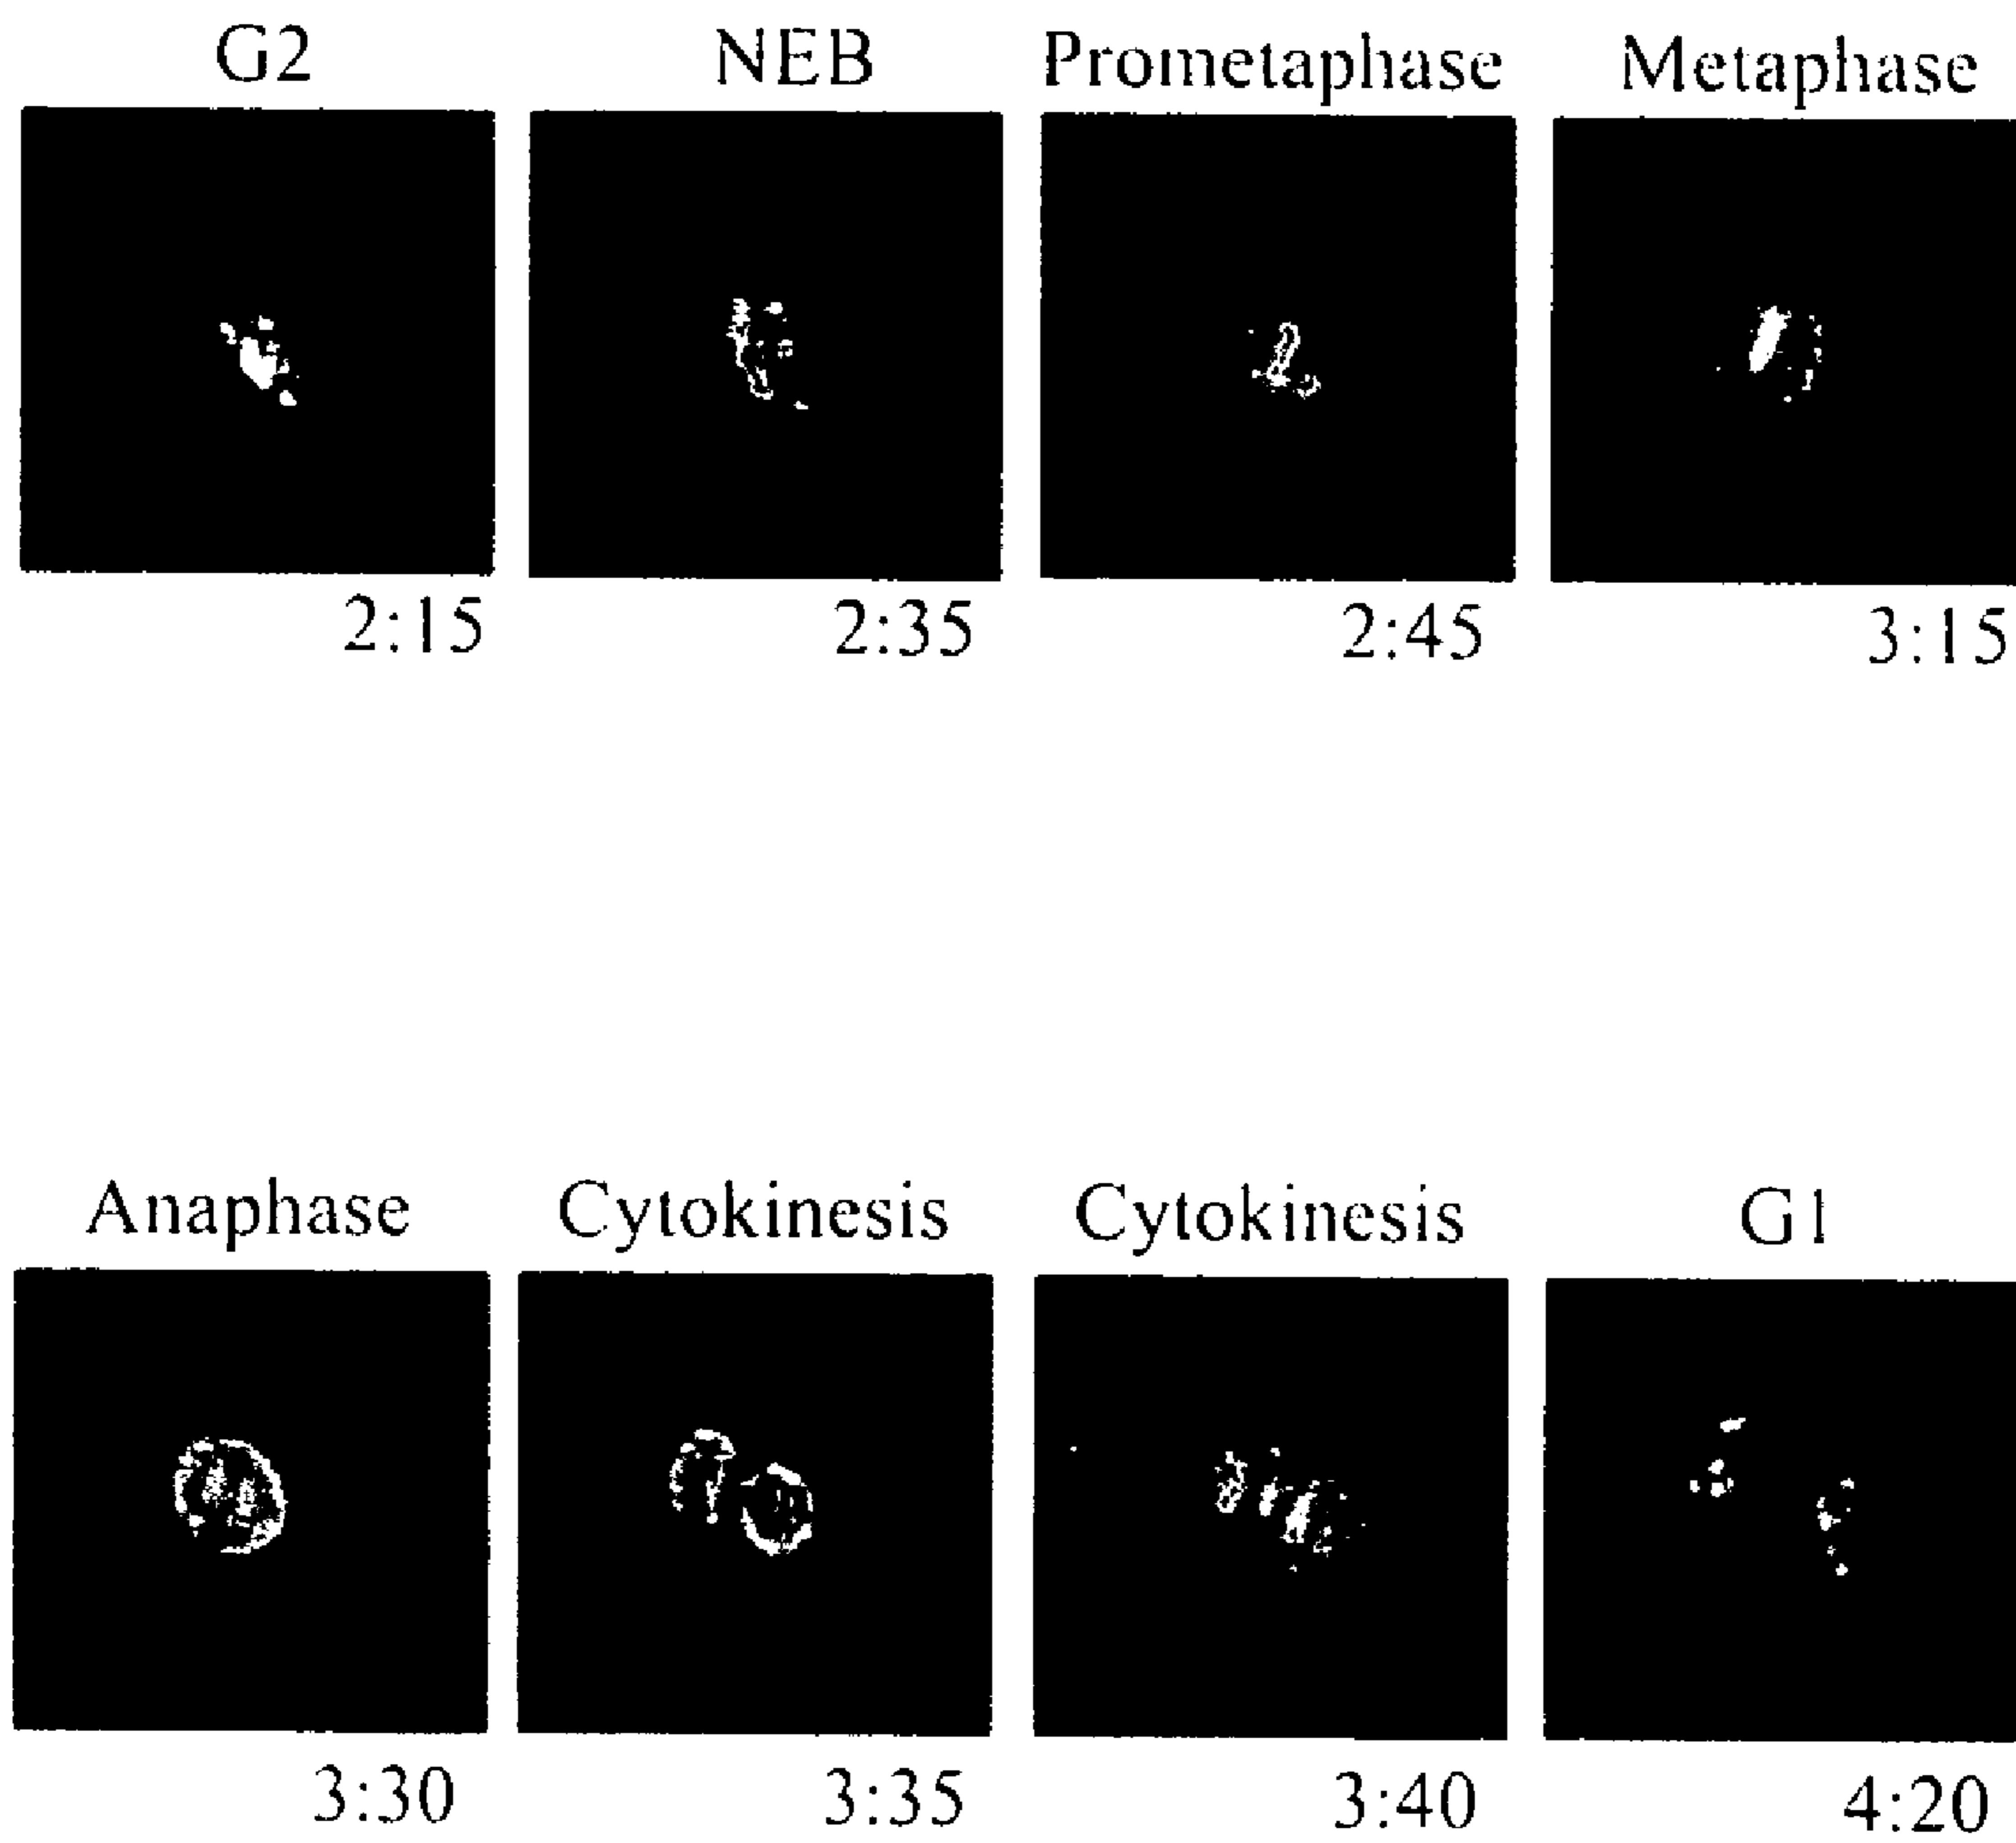 G2 NEB Prometaphase Metaphase
2:15 2:35 2:45 3:15
Anaphase Cytokinesis Cytokinesis G1
3:30 3:35 3:40 4:20